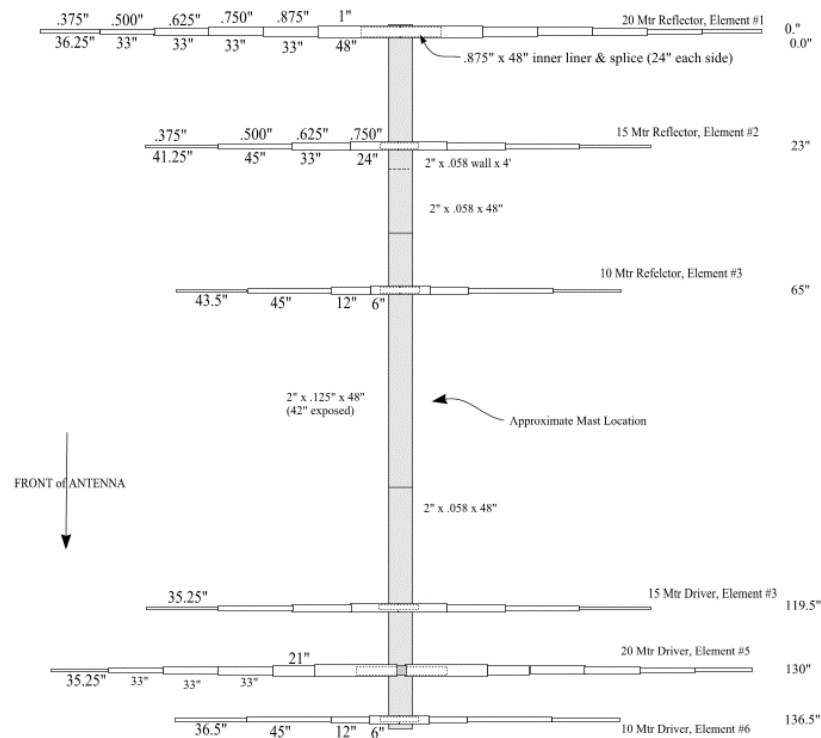 .375" .500" .625" .750" .875" 1" 20 Mtr Reflector, Element #1 0."
36.25" 33" 33" 33" 33" 48" 0.0"
.875" x 48" inner liner & splice (24" each side)
.375" .500" .625" .750" 15 Mtr Reflector, Element #2 23"
41.25" 45" 33" 24" 2" x .058 wall x 4'
2" x .058 x 48"
10 Mtr Refelctor, Element #3 65"
43.5" 45" 12" 6"
2" x .125" x 48"
(42" exposed)
Approximate Mast Location
FRONT of ANTENNA
2" x .058 x 48"
35.25" 15 Mtr Driver, Element #3 119.5"
21" 20 Mtr Driver, Element #5 130"
35.25" 33" 33" 33"
136.5"
36.5" 45" 12" 6" 10 Mtr Driver, Element #6